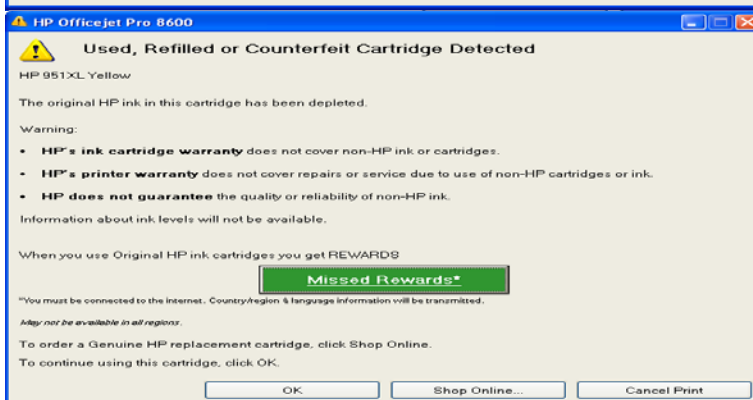 HP Officejet Pro 8600
Used, Refilled or Counterfeit Cartridge Detected
HP 951XL Yellow
The original HP ink in this cartridge has been depleted.
Warning:
• HP's ink cartridge warranty does not cover non-HP ink or cartridges.
• HP's printer warranty does not cover repairs or service due to use of non-HP cartridges or ink.
• HP does not guarantee the quality or reliability of non-HP ink.
Information about ink levels will not be available.
When you use Original HP ink cartridges you get REWARDS
Missed Rewards*
*You must be connected to the internet. Country/region & language information will be transmitted.
May not be available in all regions.
To order a Genuine HP replacement cartridge, click Shop Online.
To continue using this cartridge, click OK.
OK Shop Online... Cancel Print